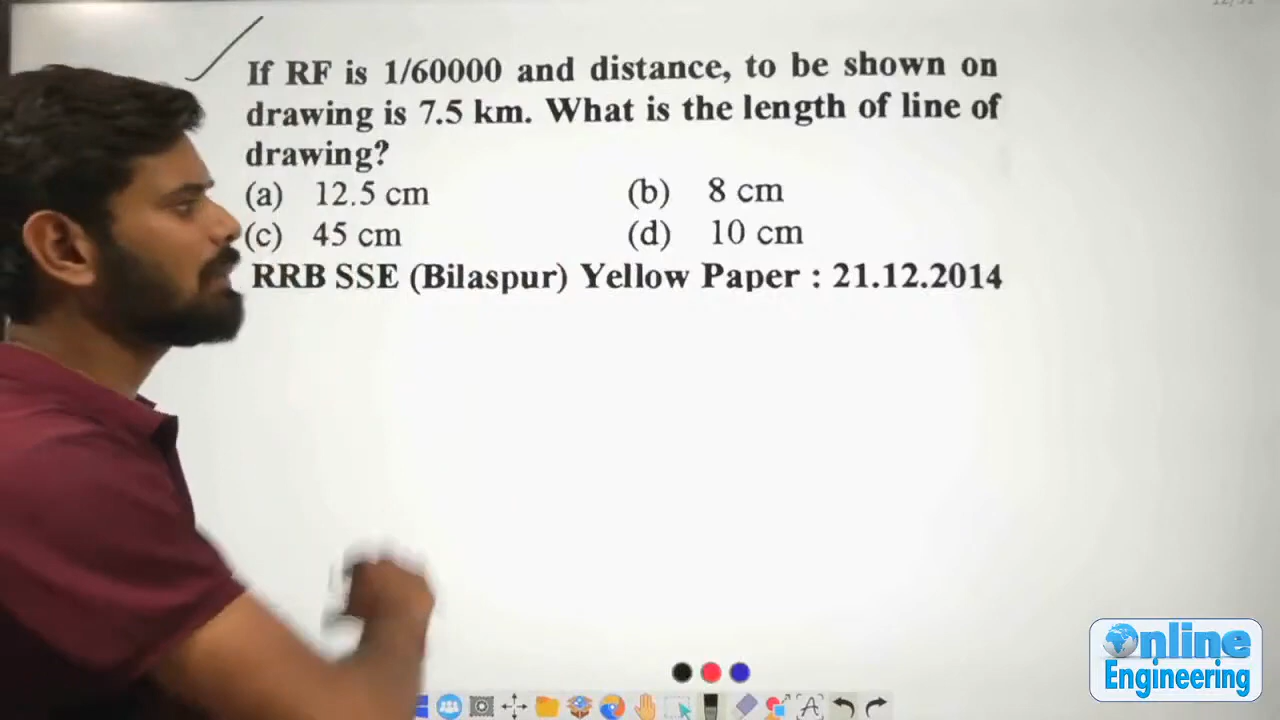 If RF is 1/60000 and distance, to be shown on
drawing is 7.5 km. What is the length of line of
drawing?
(a) 12.5 cm (b) 8 cm
(c) 45 cm (d) 10 cm
RRB SSE (Bilaspur) Yellow Paper : 21.12.2014
Online
Engineering